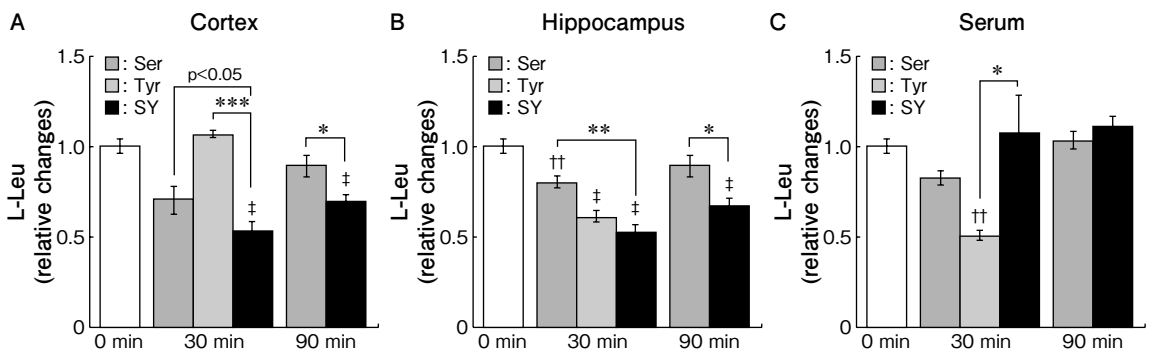 A
Cortex
L-Leu
(relative changes)
1.5
1.0
0.5
0
: Ser
: Tyr
: SY
p<0.05
***
*
‡
‡
0 min
30 min
90 min
B
Hippocampus
L-Leu
(relative changes)
1.5
1.0
0.5
0
: Ser
: Tyr
: SY
**
*
††
‡
‡
‡
0 min
30 min
90 min
C
Serum
L-Leu
(relative changes)
1.5
1.0
0.5
0
: Ser
: Tyr
: SY
*
††
0 min
30 min
90 min